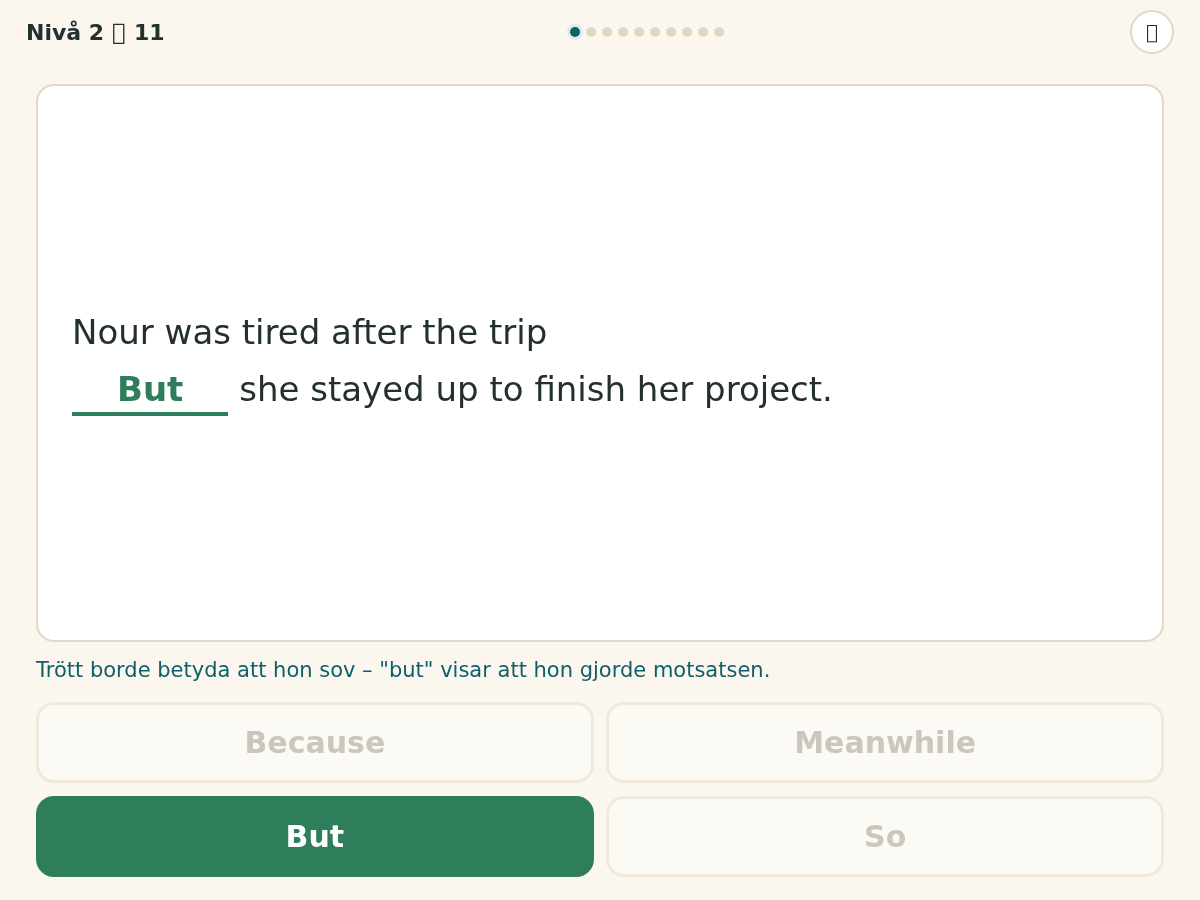 Nivå 2 11
Nour was tired after the trip
But she stayed up to finish her project.
Trött borde betyda att hon sov – "but" visar att hon gjorde motsatsen.
Because
Meanwhile
But
So